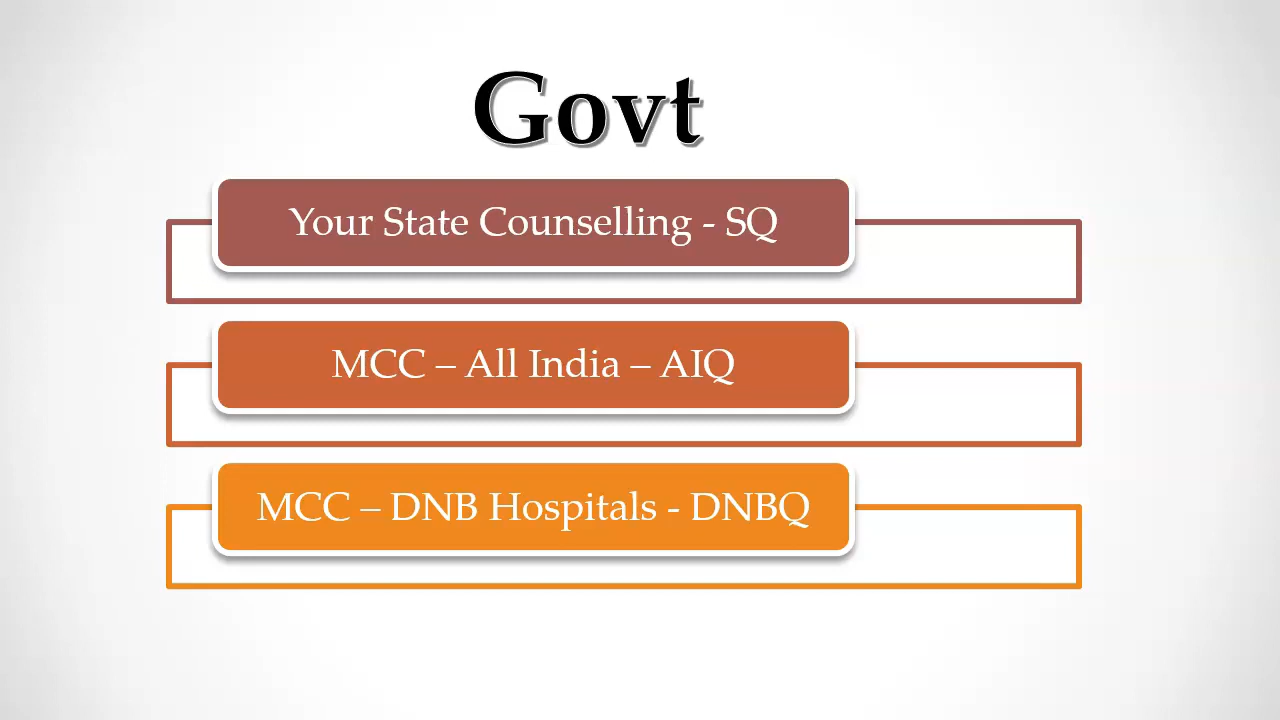 Govt
Your State Counselling - SQ
MCC – All India – AIQ
MCC – DNB Hospitals - DNBQ